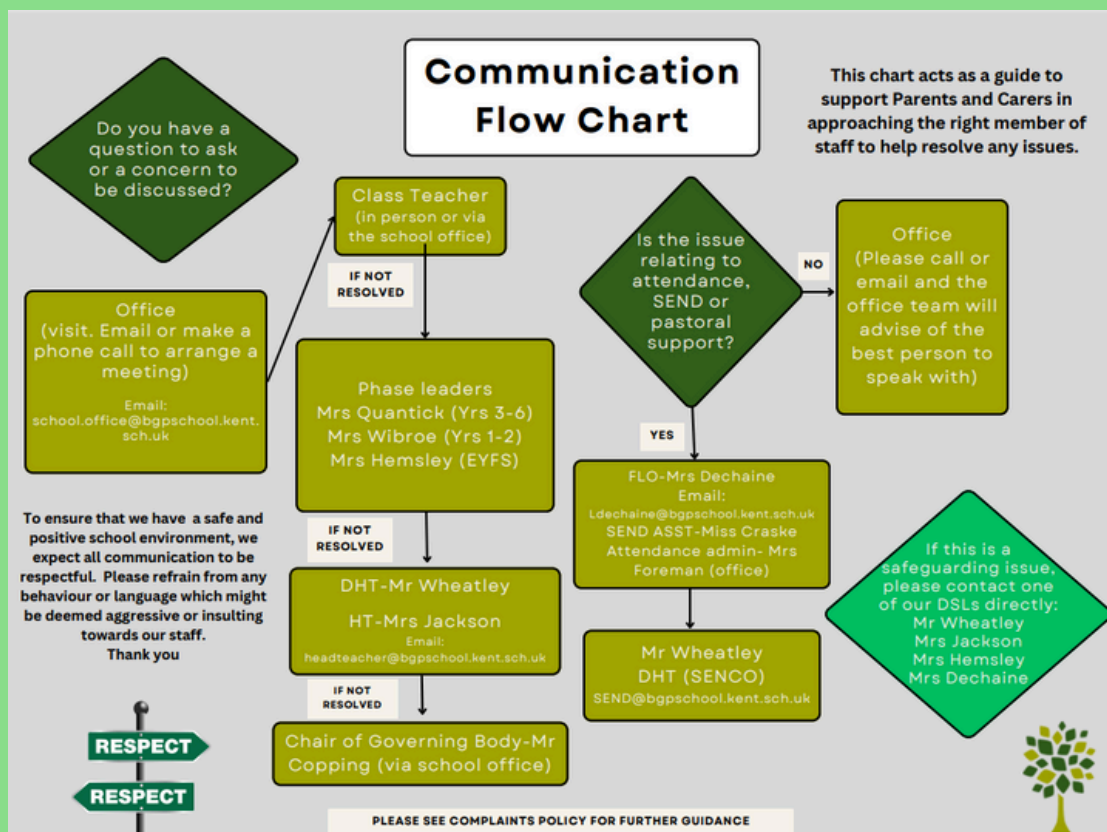 Communication
Flow Chart
This chart acts as a guide to
support Parents and Carers in
approaching the right member of
staff to help resolve any issues.
Do you have a
question to ask
or a concern to
be discussed?
Office
(visit. Email or make a
phone call to arrange a
meeting)
Email:
school.office@bgpschool.kent.
sch.uk
Class Teacher
(in person or via
the school office)
IF NOT
RESOLVED
Phase leaders
Mrs Quantick (Yrs 3-6)
Mrs Wibroe (Yrs 1-2)
Mrs Hemsley (EYFS)
IF NOT
RESOLVED
DHT-Mr Wheatley
HT-Mrs Jackson
Email:
headteacher@bgpschool.kent.sch.uk
IF NOT
RESOLVED
Chair of Governing Body-Mr
Copping (via school office)
Is the issue
relating to
attendance,
SEND or
pastoral
support?
NO
Office
(Please call or
email and the
office team will
advise of the
best person to
speak with)
YES
FLO-Mrs Dechaine
Email:
Ldechaine@bgpschool.kent.sch.uk
SEND ASST-Miss Craske
Attendance admin- Mrs
Foreman (office)
Mr Wheatley
DHT (SENCO)
SEND@bgpschool.kent.sch.uk
If this is a
safeguarding issue,
please contact one
of our DSLs directly:
Mr Wheatley
Mrs Jackson
Mrs Hemsley
Mrs Dechaine
To ensure that we have a safe and
positive school environment, we
expect all communication to be
respectful. Please refrain from any
behaviour or language which might
be deemed aggressive or insulting
towards our staff.
Thank you
RESPECT
RESPECT
PLEASE SEE COMPLAINTS POLICY FOR FURTHER GUIDANCE